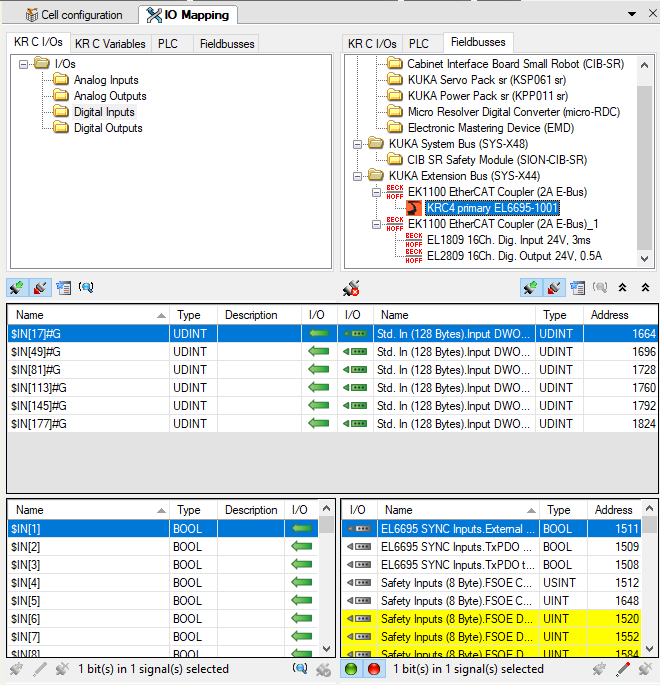 Cell configuration IO Mapping
KR C I/Os KR C Variables PLC Fieldbusses
I/Os
Analog Inputs
Analog Outputs
Digital Inputs
Digital Outputs
KR C I/Os PLC Fieldbusses
Cabinet Interface Board Small Robot (CIB-SR)
KUKA Servo Pack sr (KSP061 sr)
KUKA Power Pack sr (KPP011 sr)
Micro Resolver Digital Converter (micro-RDC)
Electronic Mastering Device (EMD)
KUKA System Bus (SYS-X48)
CIB SR Safety Module (SION-CIB-SR)
KUKA Extension Bus (SYS-X44)
BECKHOFF EK1100 EtherCAT Coupler (2A E-Bus)
KRC4 primary EL6695-1001
BECKHOFF EK1100 EtherCAT Coupler (2A E-Bus)_1
BECKHOFF EL1809 16Ch. Dig. Input 24V, 3ms
BECKHOFF EL2809 16Ch. Dig. Output 24V, 0.5A
Name Type Description I/O I/O Name Type Address
$IN[17]#G UDINT Std. In (128 Bytes).Input DWO... UDINT 1664
$IN[49]#G UDINT Std. In (128 Bytes).Input DWO... UDINT 1696
$IN[81]#G UDINT Std. In (128 Bytes).Input DWO... UDINT 1728
$IN[113]#G UDINT Std. In (128 Bytes).Input DWO... UDINT 1760
$IN[145]#G UDINT Std. In (128 Bytes).Input DWO... UDINT 1792
$IN[177]#G UDINT Std. In (128 Bytes).Input DWO... UDINT 1824
Name Type Description I/O
$IN[1] BOOL
$IN[2] BOOL
$IN[3] BOOL
$IN[4] BOOL
$IN[5] BOOL
$IN[6] BOOL
$IN[7] BOOL
$IN[8] BOOL
1 bit(s) in 1 signal(s) selected
I/O Name Type Address
EL6695 SYNC Inputs.External ... BOOL 1511
EL6695 SYNC Inputs.TxPDO ... BOOL 1509
EL6695 SYNC Inputs.TxPDO t... BOOL 1508
Safety Inputs (8 Byte).FSOE C... USINT 1512
Safety Inputs (8 Byte).FSOE C... UINT 1648
Safety Inputs (8 Byte).FSOE D... UINT 1520
Safety Inputs (8 Byte).FSOE D... UINT 1552
Safety Inputs (8 Byte).FSOE D... UINT 1584
1 bit(s) in 1 signal(s) selected